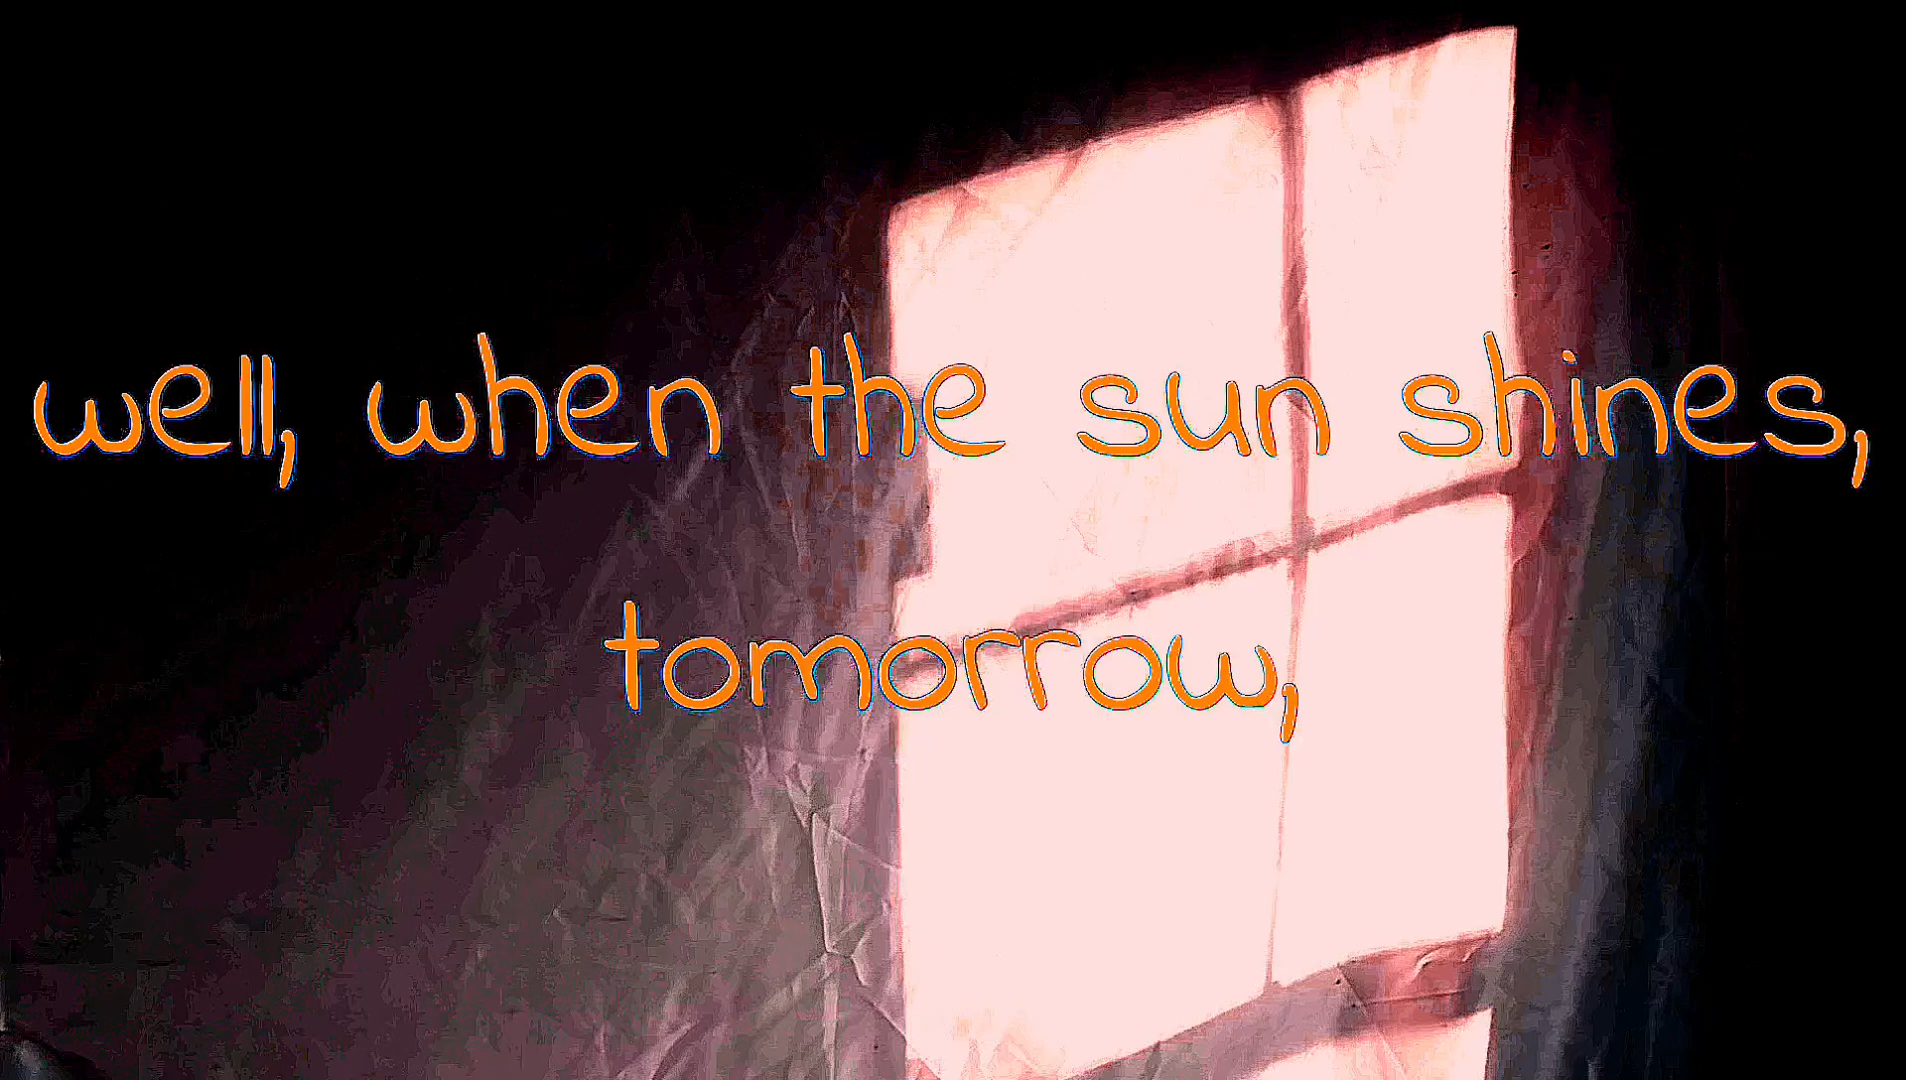 well, when the sun shines,
tomorrow,